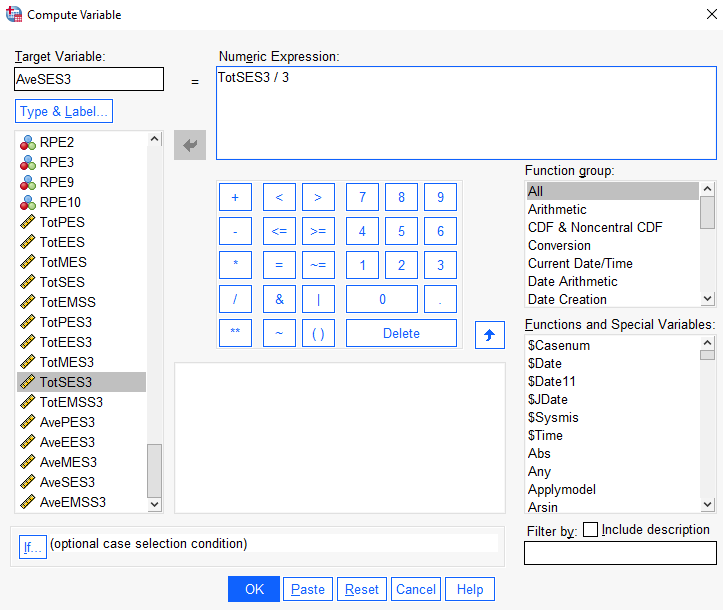 Compute Variable
Target Variable:
AveSES3
=
Numeric Expression:
TotSES3 / 3
Type & Label...
RPE2
RPE3
RPE9
RPE10
TotPES
TotEES
TotMES
TotSES
TotEMSS
TotPES3
TotEES3
TotMES3
TotSES3
TotEMSS3
AvePES3
AveEES3
AveMES3
AveSES3
AveEMSS3
+ < > 7 8 9
- <= >= 4 5 6
* = ~= 1 2 3
/ & | 0 .
** ~ ( ) Delete
Function group:
All
Arithmetic
CDF & Noncentral CDF
Conversion
Current Date/Time
Date Arithmetic
Date Creation
Functions and Special Variables:
$Casenum
$Date
$Date11
$JDate
$Sysmis
$Time
Abs
Any
Applymodel
Arsin
Filter by: Include description
If... (optional case selection condition)
OK Paste Reset Cancel Help